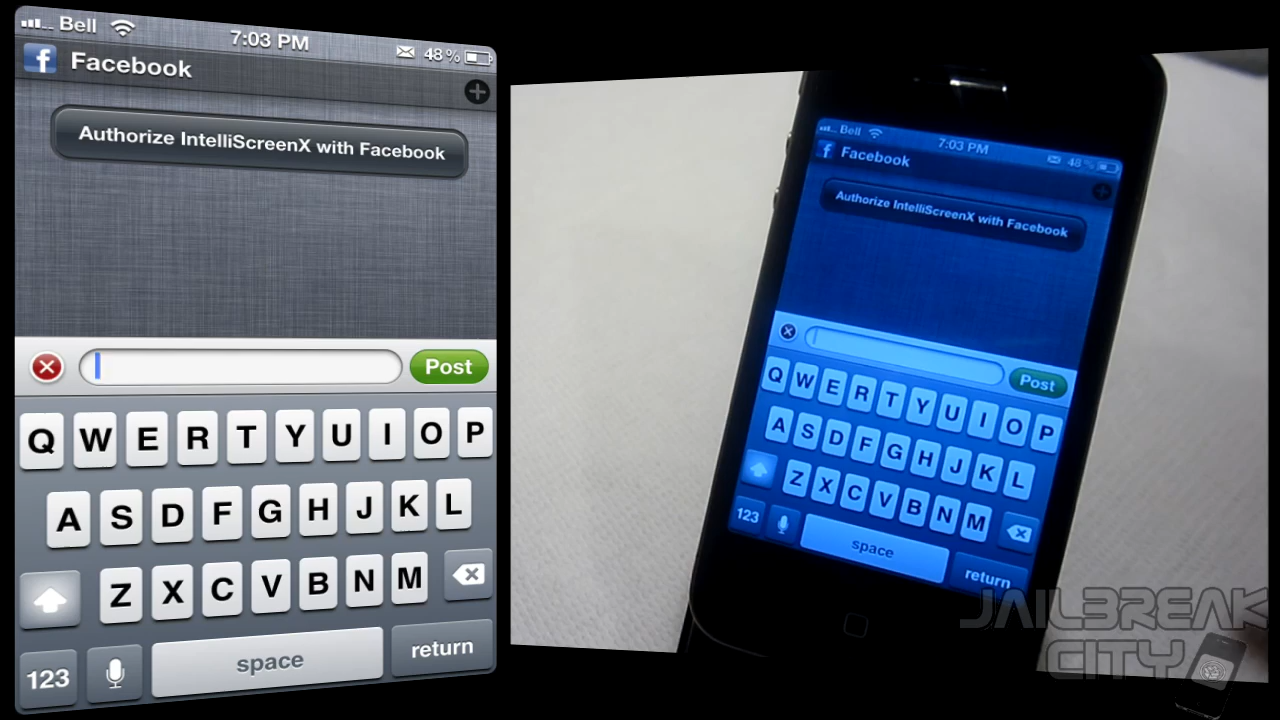 Bell 7:03 PM 48%
f Facebook
Authorize IntelliScreenX with Facebook
Post
Q W E R T Y U I O P
A S D F G H J K L
Z X C V B N M
123 space return
Bell 7:03 PM 48%
f Facebook
Authorize IntelliScreenX with Facebook
Post
Q W E R T Y U I O P
A S D F G H J K L
Z X C V B N M
123 space return
JAILBREAK
CITY